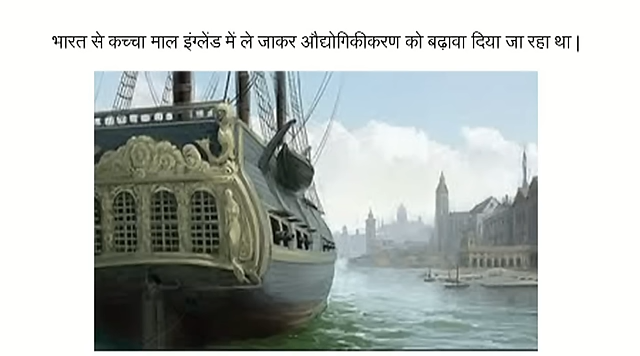 भारत से कच्चा माल इंग्लेंड में ले जाकर औद्योगिकीकरण को बढ़ावा दिया जा रहा था |